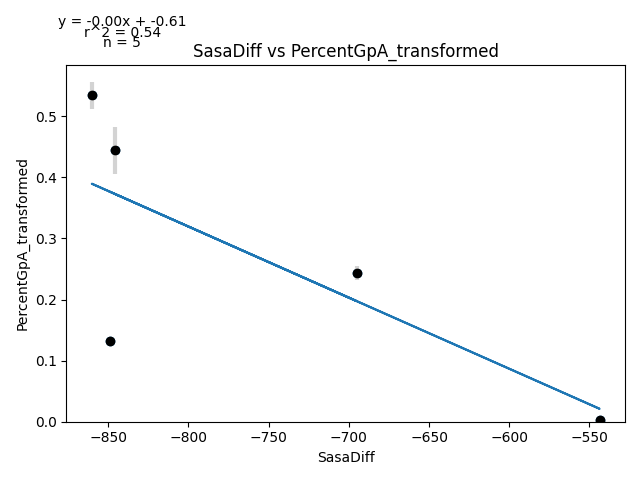 y = -0.00x + -0.61
r^2 = 0.54
n = 5
SasaDiff vs PercentGpA_transformed
PercentGpA_transformed
0.5
0.4
0.3
0.2
0.1
0.0
−850
−800
−750
−700
−650
−600
−550
SasaDiff